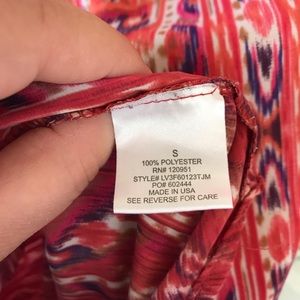 S
100% POLYESTER
RN# 120951
STYLE# LV3F60123TJM
PO# 602444
MADE IN USA
SEE REVERSE FOR CARE